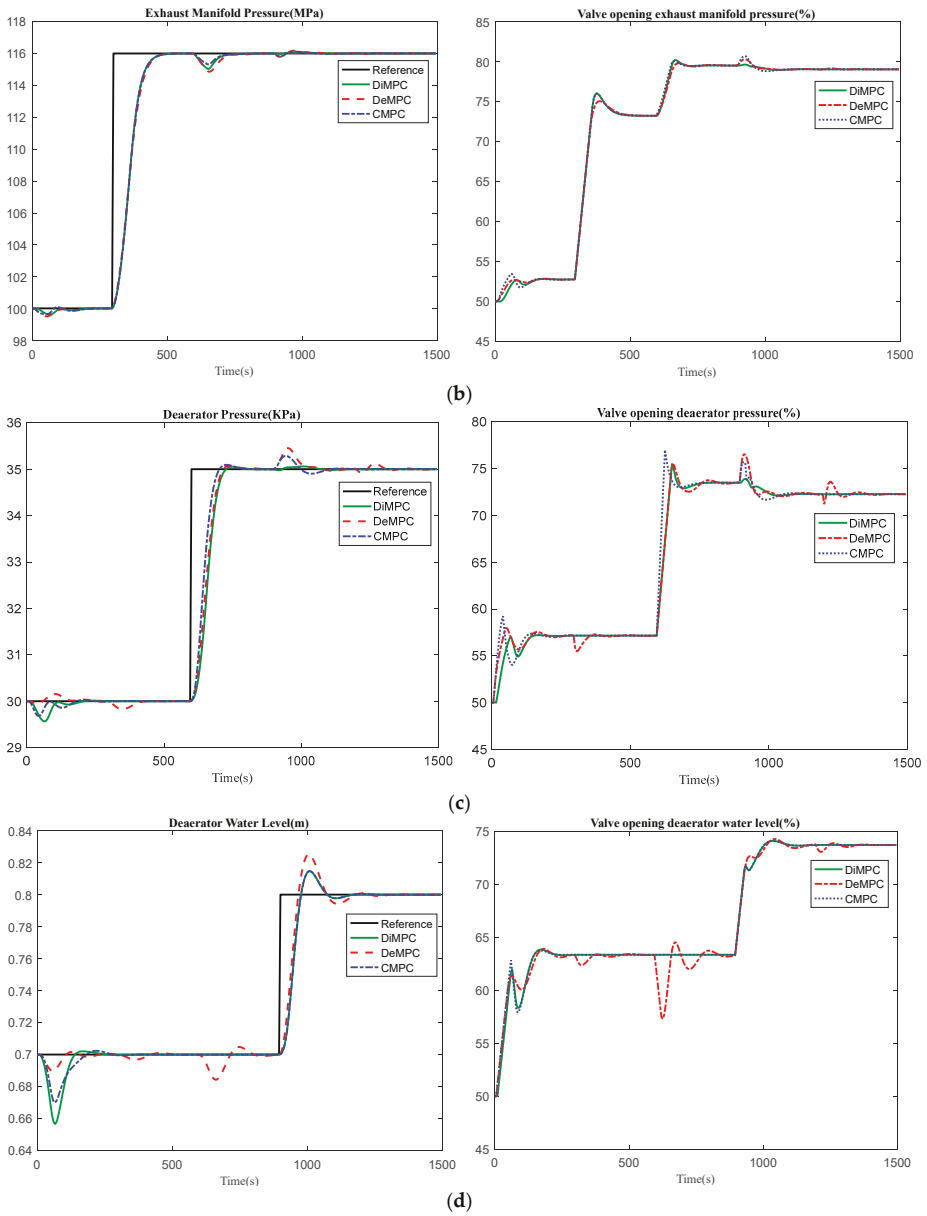 Exhaust Manifold Pressure(MPa)
118
116
114
112
110
108
106
104
102
100
98
0
500
1000
1500
Time(s)
Reference
DiMPC
DeMPC
CMPC
Valve opening exhaust manifold pressure(%)
85
80
75
70
65
60
55
50
45
0
500
1000
1500
Time(s)
DiMPC
DeMPC
CMPC
(b)
Deaerator Pressure(KPa)
36
35
34
33
32
31
30
29
0
500
1000
1500
Time(s)
Reference
DiMPC
DeMPC
CMPC
Valve opening deaerator pressure(%)
80
75
70
65
60
55
50
45
0
500
1000
1500
Time(s)
DiMPC
DeMPC
CMPC
(c)
Deaerator Water Level(m)
0.84
0.82
0.8
0.78
0.76
0.74
0.72
0.7
0.68
0.66
0.64
0
500
1000
1500
Time(s)
Reference
DiMPC
DeMPC
CMPC
Valve opening deaerator water level(%)
75
70
65
60
55
50
45
0
500
1000
1500
Time(s)
DiMPC
DeMPC
CMPC
(d)